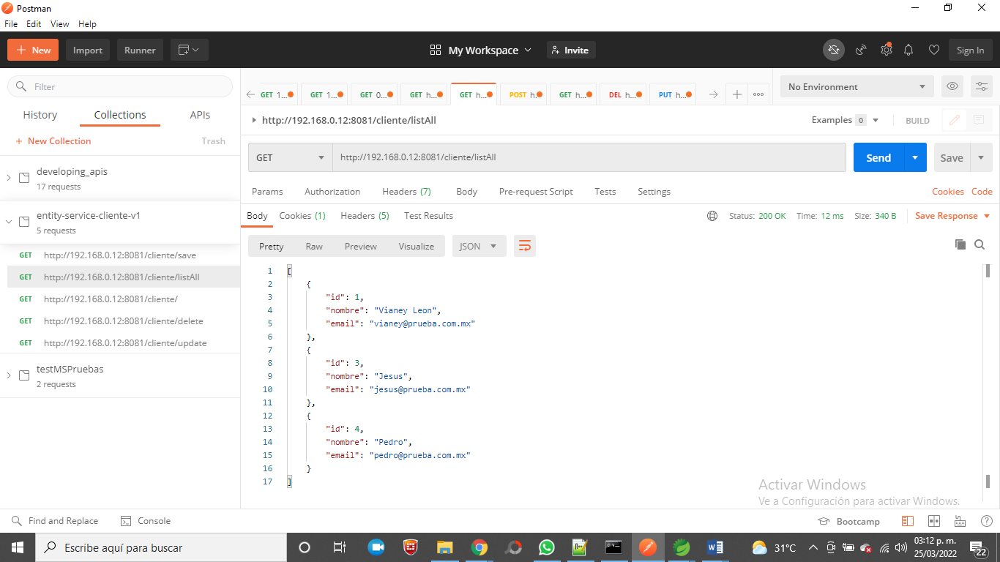 Postman
File Edit View Help
New Import Runner My Workspace Invite Sign In
Filter
History Collections APIs
+ New Collection Trash
developing_apis
17 requests
entity-service-cliente-v1
5 requests
GET http://192.168.0.12:8081/cliente/save
GET http://192.168.0.12:8081/cliente/listAll
GET http://192.168.0.12:8081/cliente/
GET http://192.168.0.12:8081/cliente/delete
GET http://192.168.0.12:8081/cliente/update
testMSPruebas
2 requests
GET 1... GET 1... GET 0... GET h... GET h... POST h... GET h... DEL h... PUT h... No Environment
http://192.168.0.12:8081/cliente/listAll Examples 0 BUILD
GET http://192.168.0.12:8081/cliente/listAll Send Save
Params Authorization Headers (7) Body Pre-request Script Tests Settings Cookies Code
Body Cookies (1) Headers (5) Test Results Status: 200 OK Time: 12 ms Size: 340 B Save Response
Pretty Raw Preview Visualize JSON
1 [
2 {
3 "id": 1,
4 "nombre": "Vianey Leon",
5 "email": "vianey@prueba.com.mx"
6 },
7 {
8 "id": 3,
9 "nombre": "Jesus",
10 "email": "jesus@prueba.com.mx"
11 },
12 {
13 "id": 4,
14 "nombre": "Pedro",
15 "email": "pedro@prueba.com.mx"
16 }
17 ]
Activar Windows
Ve a Configuración para activar Windows.
Find and Replace Console Bootcamp
Escribe aquí para buscar 31°C 03:12 p. m.
25/03/2022 22